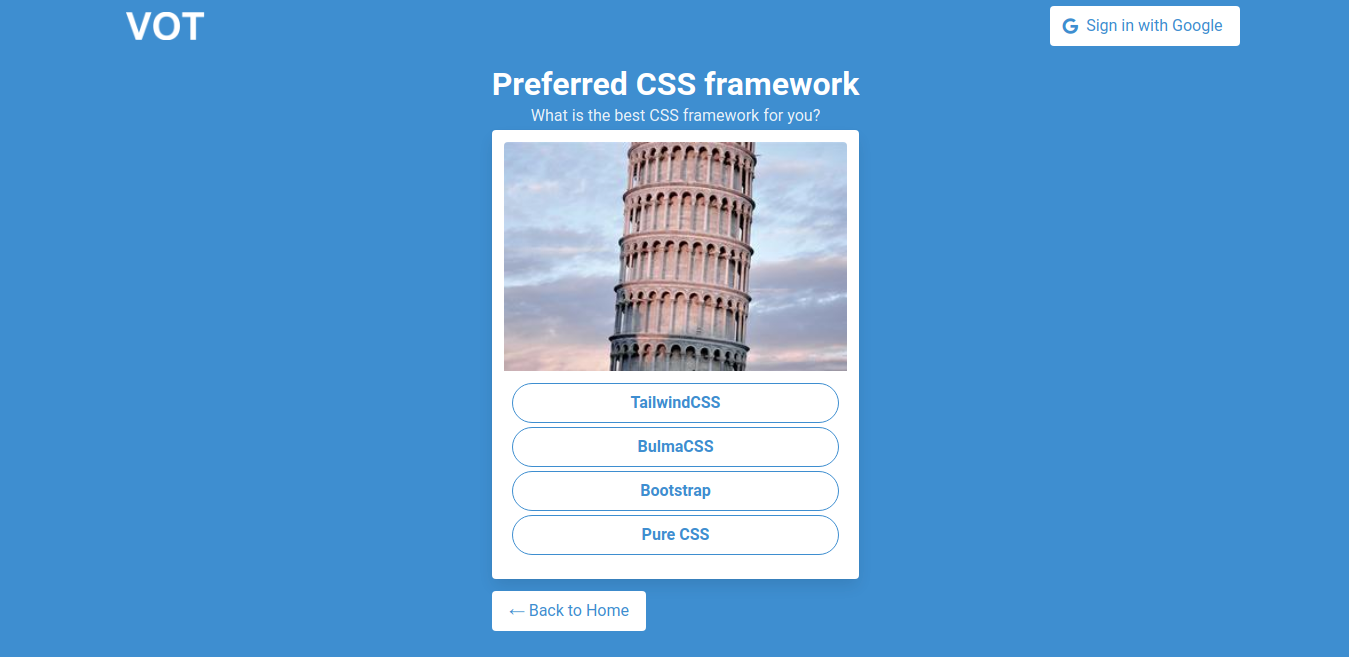 VOT
Sign in with Google
Preferred CSS framework
What is the best CSS framework for you?
TailwindCSS
BulmaCSS
Bootstrap
Pure CSS
← Back to Home